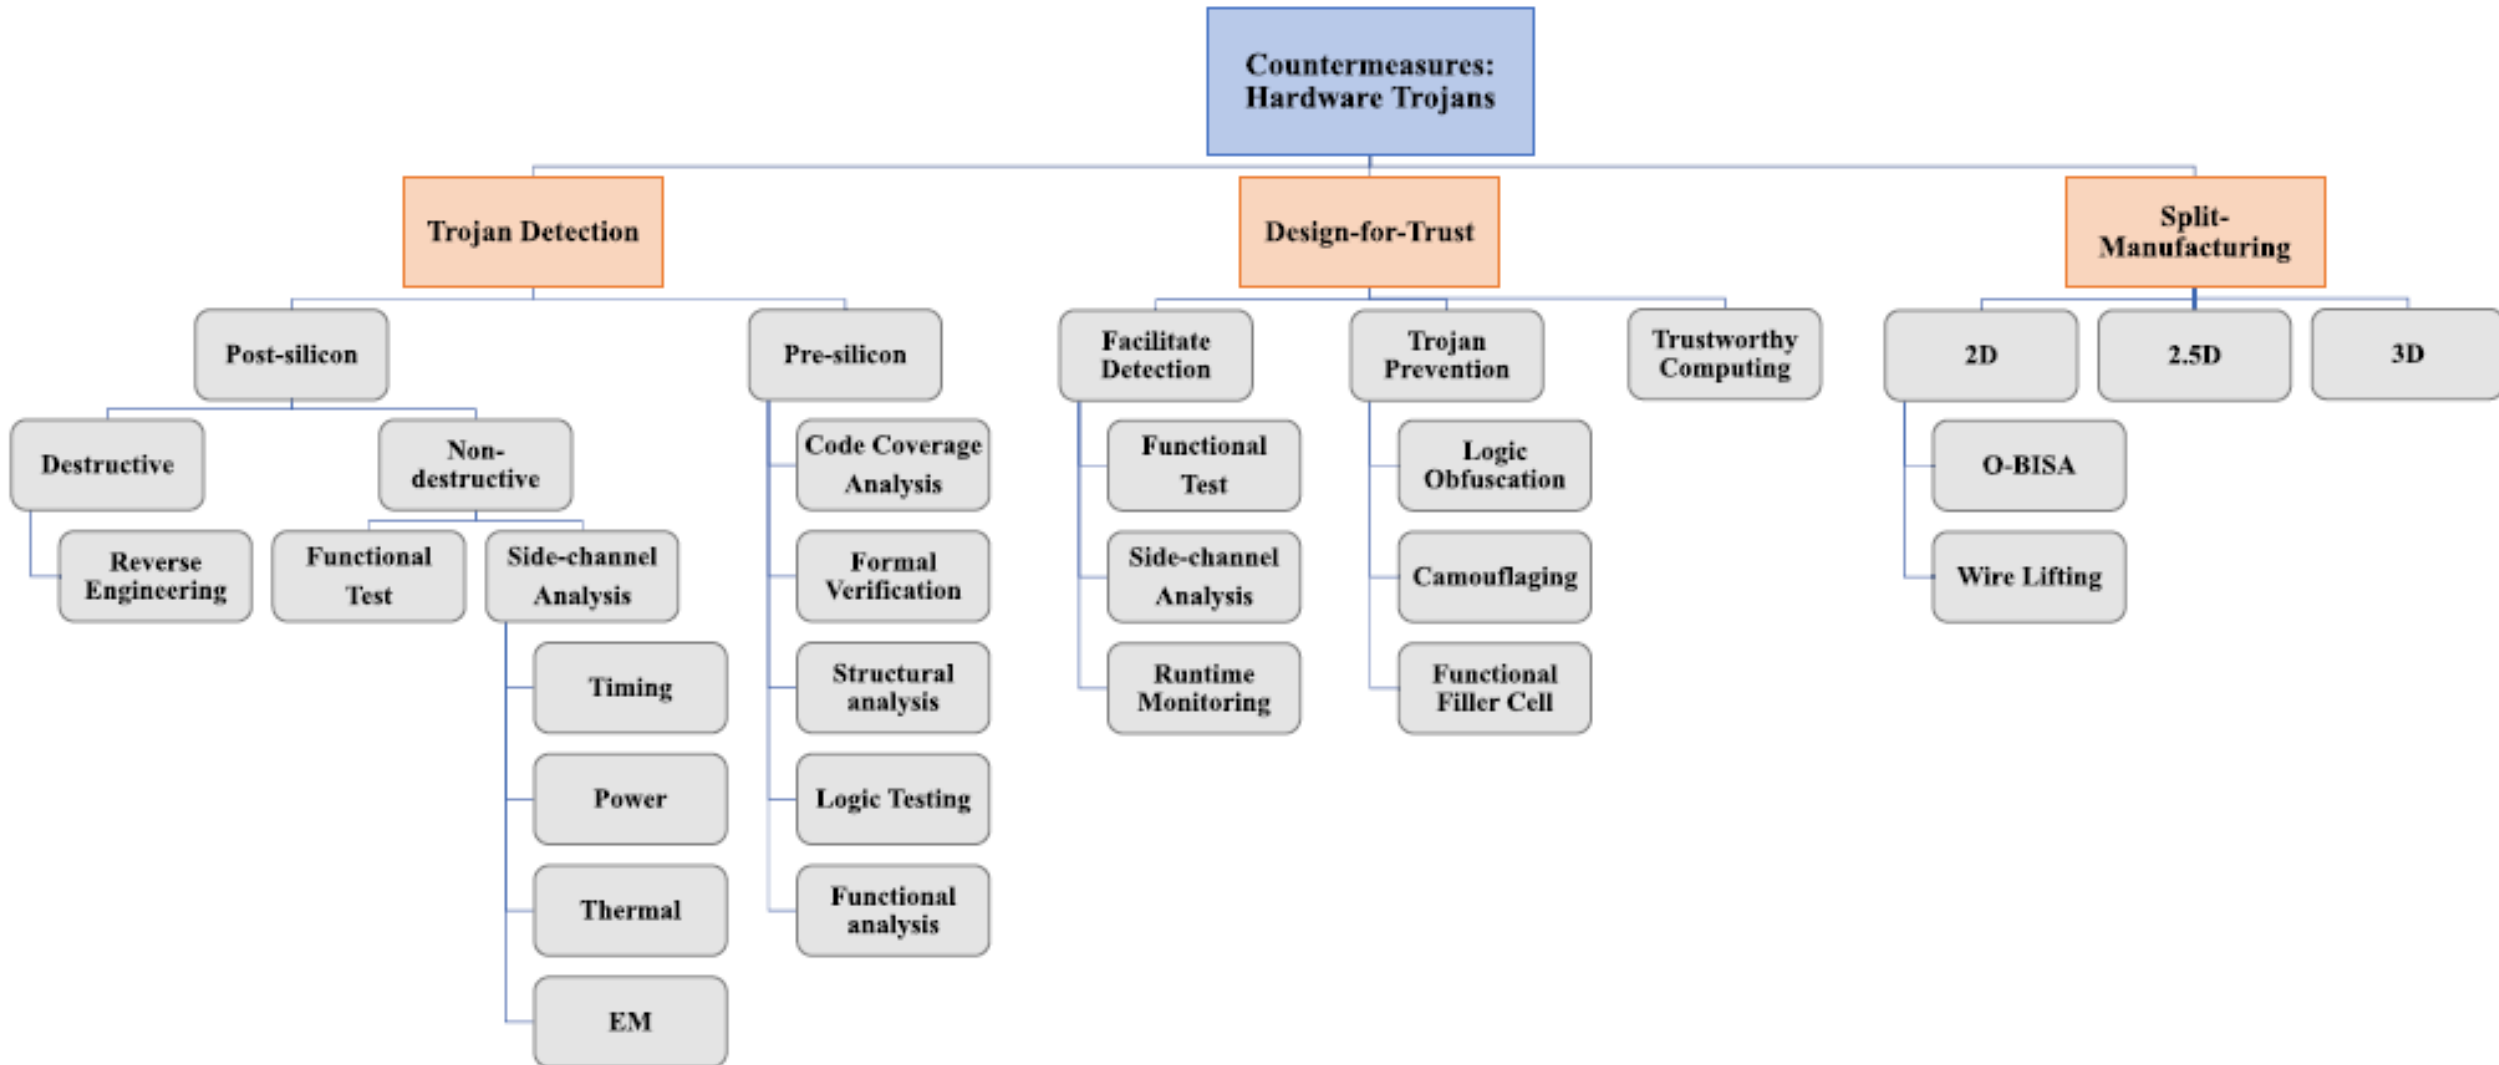 Countermeasures:
Hardware Trojans
Trojan Detection
Design-for-Trust
Split-
Manufacturing
Post-silicon
Pre-silicon
Facilitate
Detection
Trojan
Prevention
Trustworthy
Computing
2D
2.5D
3D
Destructive
Non-
destructive
Code Coverage
Analysis
Functional
Test
Logic
Obfuscation
O-BISA
Reverse
Engineering
Functional
Test
Side-channel
Analysis
Formal
Verification
Side-channel
Analysis
Camouflaging
Wire Lifting
Timing
Structural
analysis
Runtime
Monitoring
Functional
Filler Cell
Power
Logic Testing
Thermal
Functional
analysis
EM